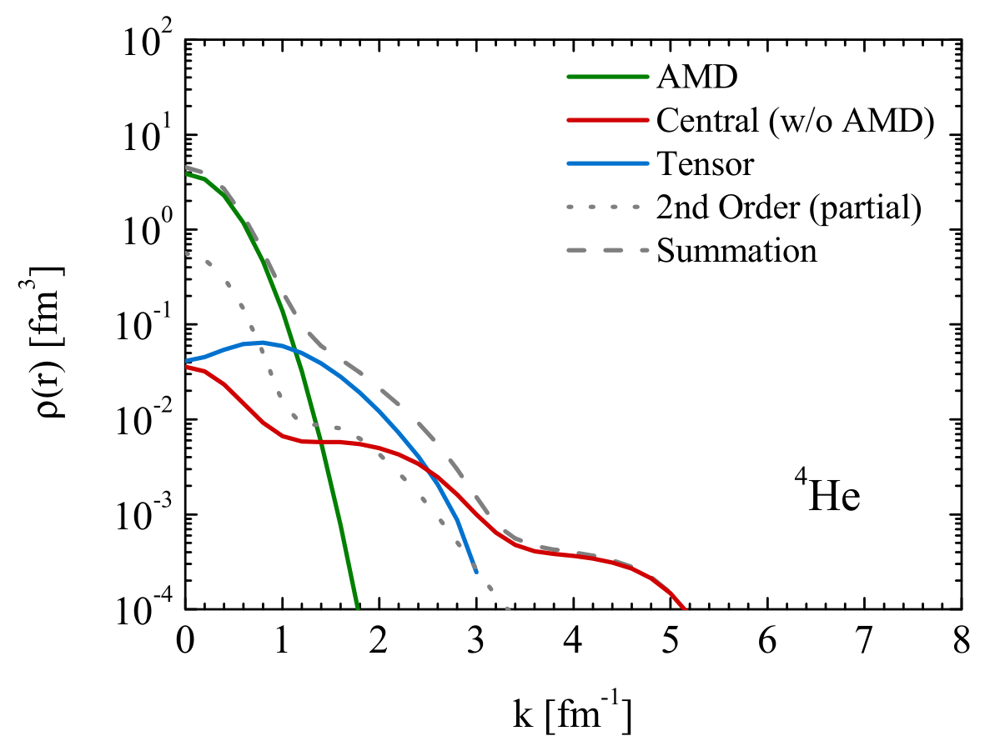 10²
10¹
10⁰
10⁻¹
10⁻²
10⁻³
10⁻⁴
ρ(r) [fm³]
AMD
Central (w/o AMD)
Tensor
2nd Order (partial)
Summation
⁴He
0 1 2 3 4 5 6 7 8
k [fm⁻¹]